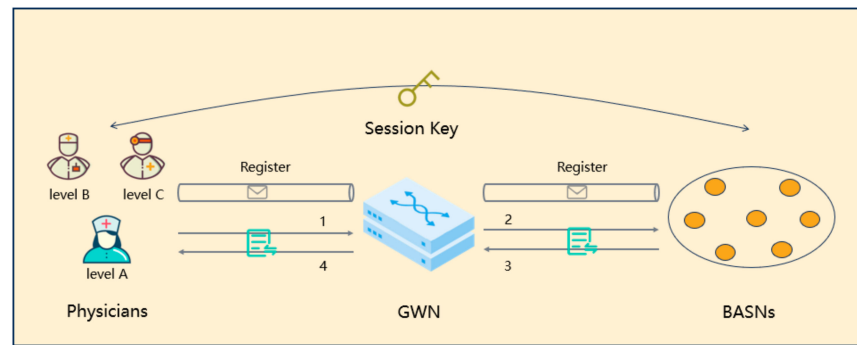 Session Key
level B
level C
Register
Register
1
2
level A
4
3
Physicians
GWN
BASNs